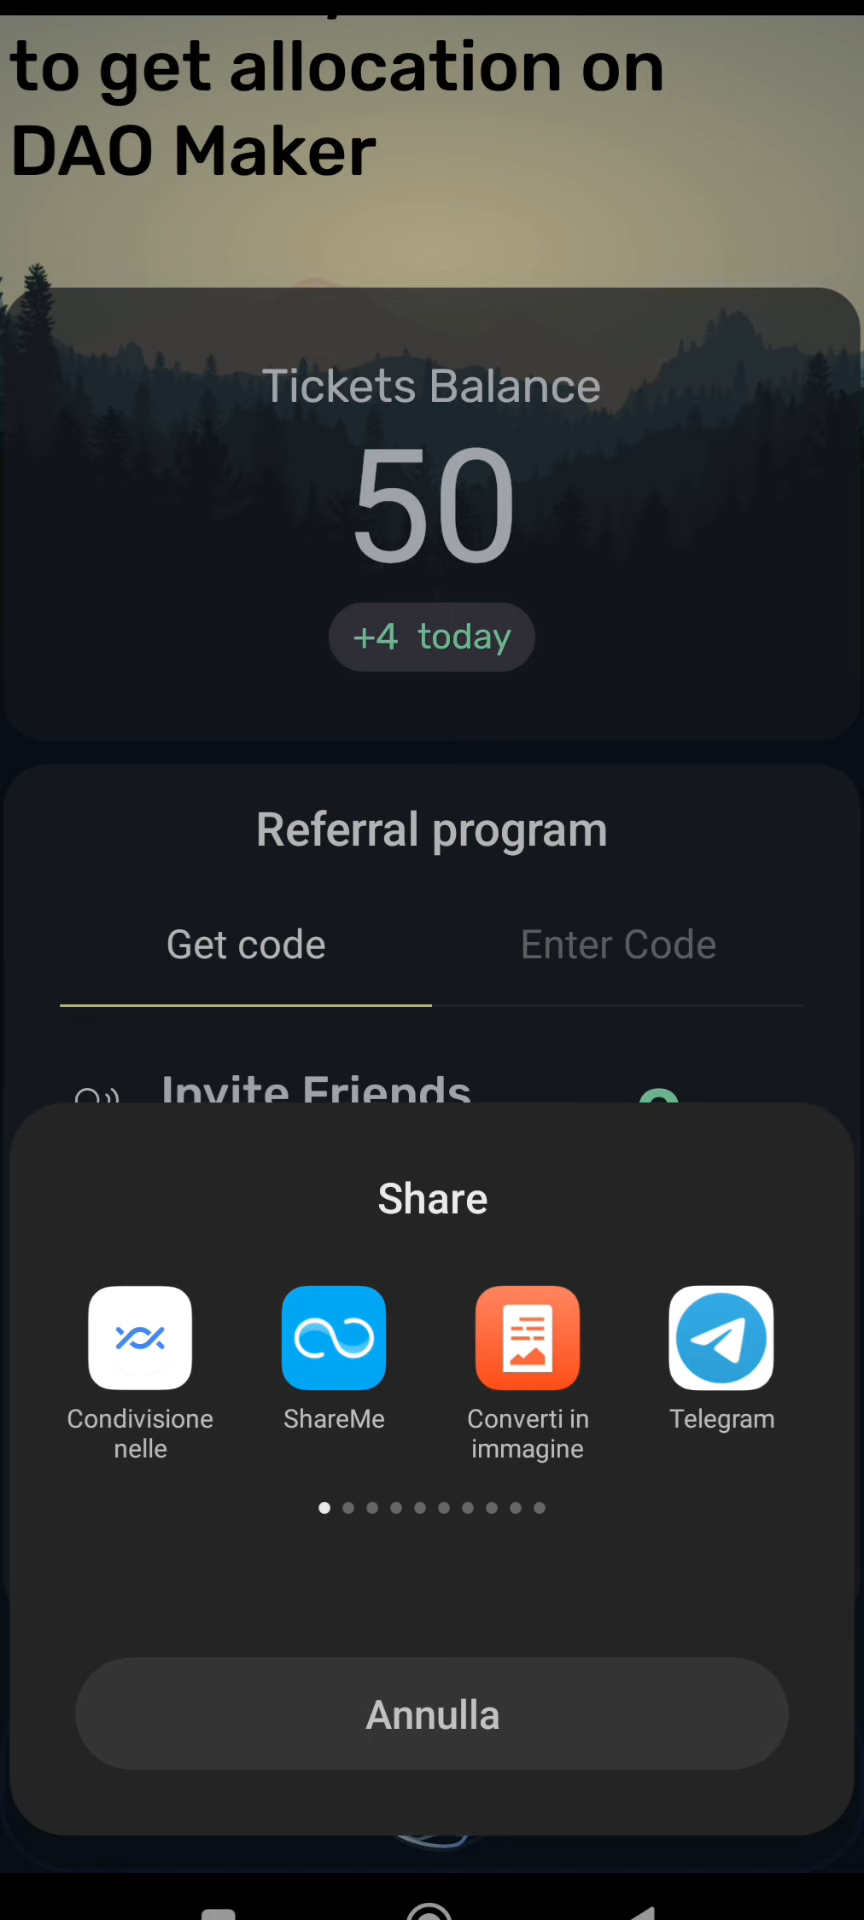 to get allocation on
DAO Maker
Tickets Balance
50
+4 today
Referral program
Get code
Enter Code
Invite Friends
Share
Condivisione
nelle
ShareMe
Converti in
immagine
Telegram
Annulla